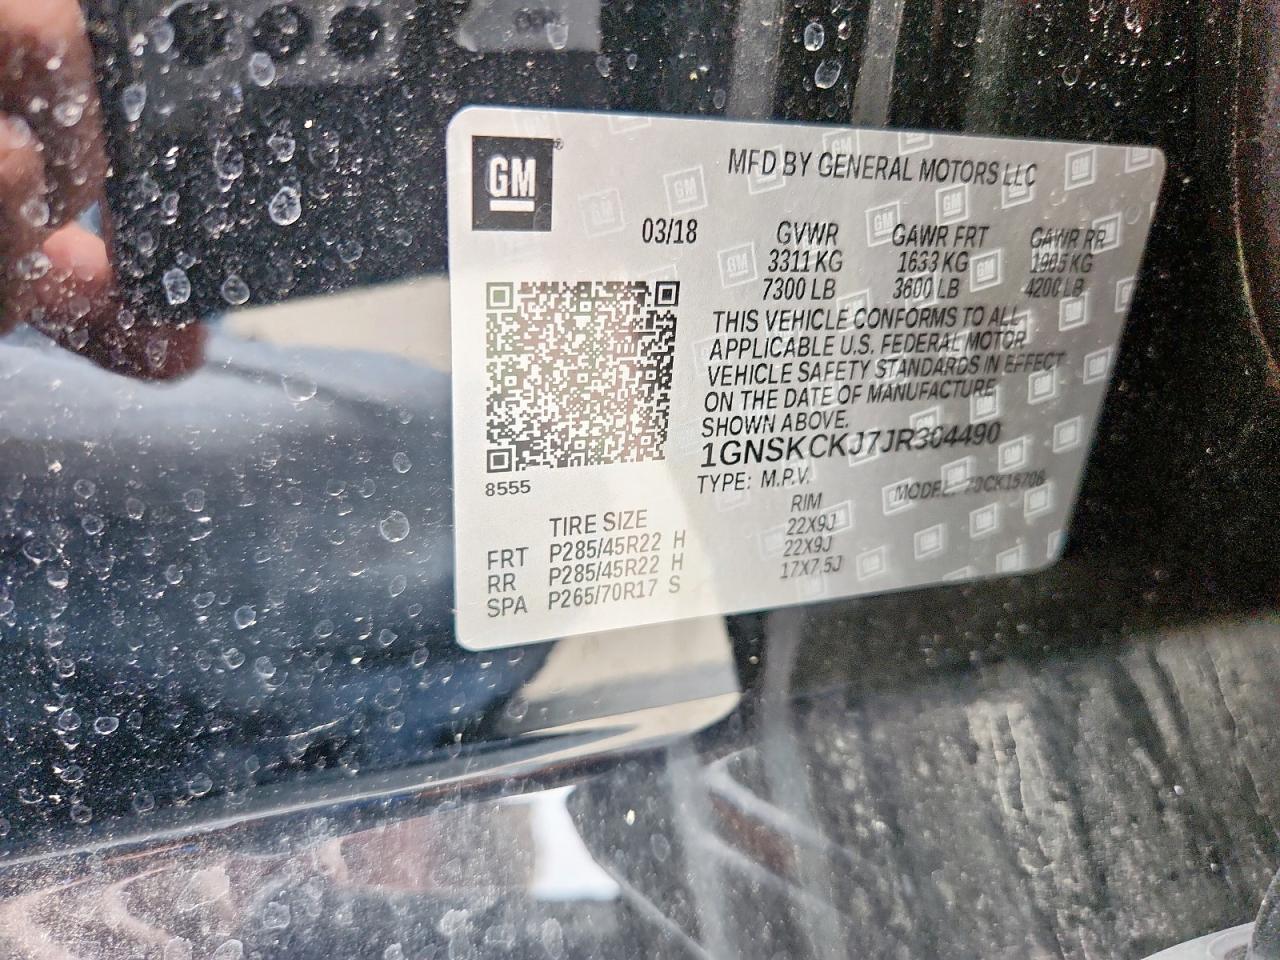 GM
MFD BY GENERAL MOTORS LLC
03/18 GVWR GAWR FRT GAWR RR
3311 KG 1633 KG 1905 KG
7300 LB 3600 LB 4200 LB
THIS VEHICLE CONFORMS TO ALL
APPLICABLE U.S. FEDERAL MOTOR
VEHICLE SAFETY STANDARDS IN EFFECT
ON THE DATE OF MANUFACTURE
SHOWN ABOVE.
1GNSKCKJ7JR304490
TYPE: M.P.V. MODEL:
8555
TIRE SIZE RIM
FRT P285/45R22 H 22X9J
RR P285/45R22 H 22X9J
SPA P265/70R17 S 17X7.5J